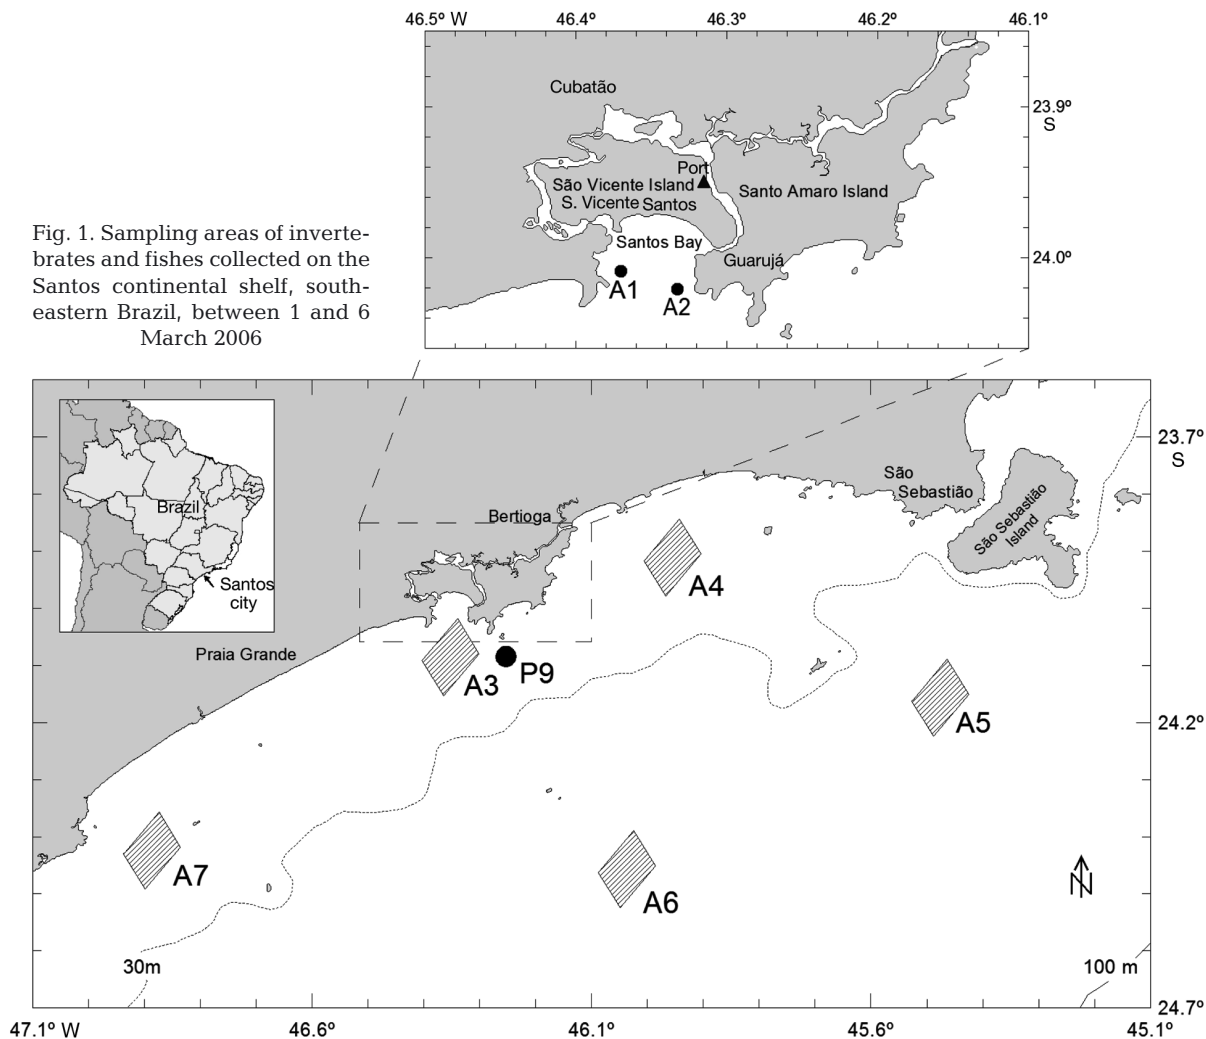 46.5° W
46.4°
46.3°
46.2°
46.1°
Cubatão
23.9°
S
Port
São Vicente Island
Santo Amaro Island
S. Vicente
Santos
Santos Bay
Guarujá
24.0°
A1
A2
Fig. 1. Sampling areas of inverte-
brates and fishes collected on the
Santos continental shelf, south-
eastern Brazil, between 1 and 6
March 2006
23.7°
S
São
Sebastião
São Sebastião
Island
Brazil
Bertioga
Santos
city
A4
Praia Grande
A3
P9
A5
24.2°
A7
A6
N
30m
100 m
24.7°
47.1° W
46.6°
46.1°
45.6°
45.1°